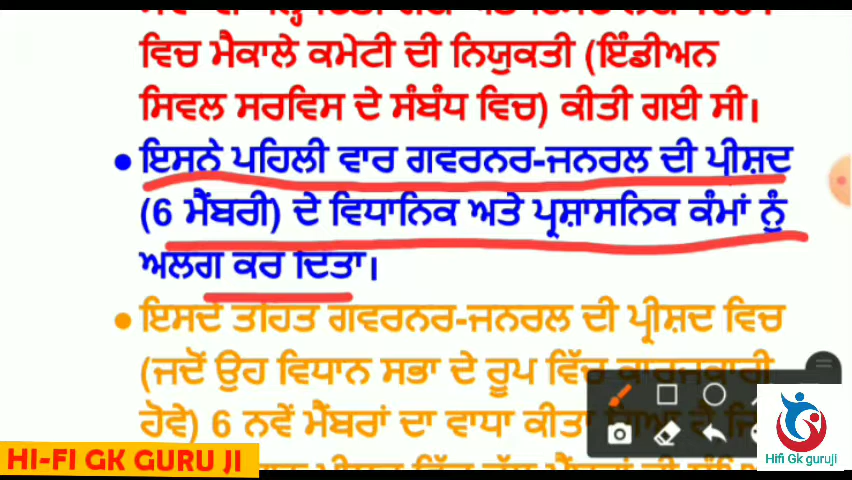 ਵਿਚ ਮੈਕਾਲੇ ਕਮੇਟੀ ਦੀ ਨਿਯੁਕਤੀ (ਇੰਡੀਅਨ
ਸਿਵਲ ਸਰਵਿਸ ਦੇ ਸੰਬੰਧ ਵਿਚ) ਕੀਤੀ ਗਈ ਸੀ।
• ਇਸਨੇ ਪਹਿਲੀ ਵਾਰ ਗਵਰਨਰ-ਜਨਰਲ ਦੀ ਪ੍ਰੀਸ਼ਦ
(6 ਮੈਂਬਰੀ) ਦੇ ਵਿਧਾਨਿਕ ਅਤੇ ਪ੍ਰਸ਼ਾਸਨਿਕ ਕੰਮਾਂ ਨੂੰ
ਅਲਗ ਕਰ ਦਿਤਾ।
• ਇਸਦੇ ਤਹਿਤ ਗਵਰਨਰ-ਜਨਰਲ ਦੀ ਪ੍ਰੀਸ਼ਦ ਵਿਚ
(ਜਦੋਂ ਉਹ ਵਿਧਾਨ ਸਭਾ ਦੇ ਰੂਪ ਵਿੱਚ ਕਾਰਜਕਾਰੀ
ਹੋਵੇ) 6 ਨਵੇਂ ਮੈਂਬਰਾਂ ਦਾ ਵਾਧਾ ਕੀਤਾ
HI-FI GK GURU JI
Hifi Gk guruji